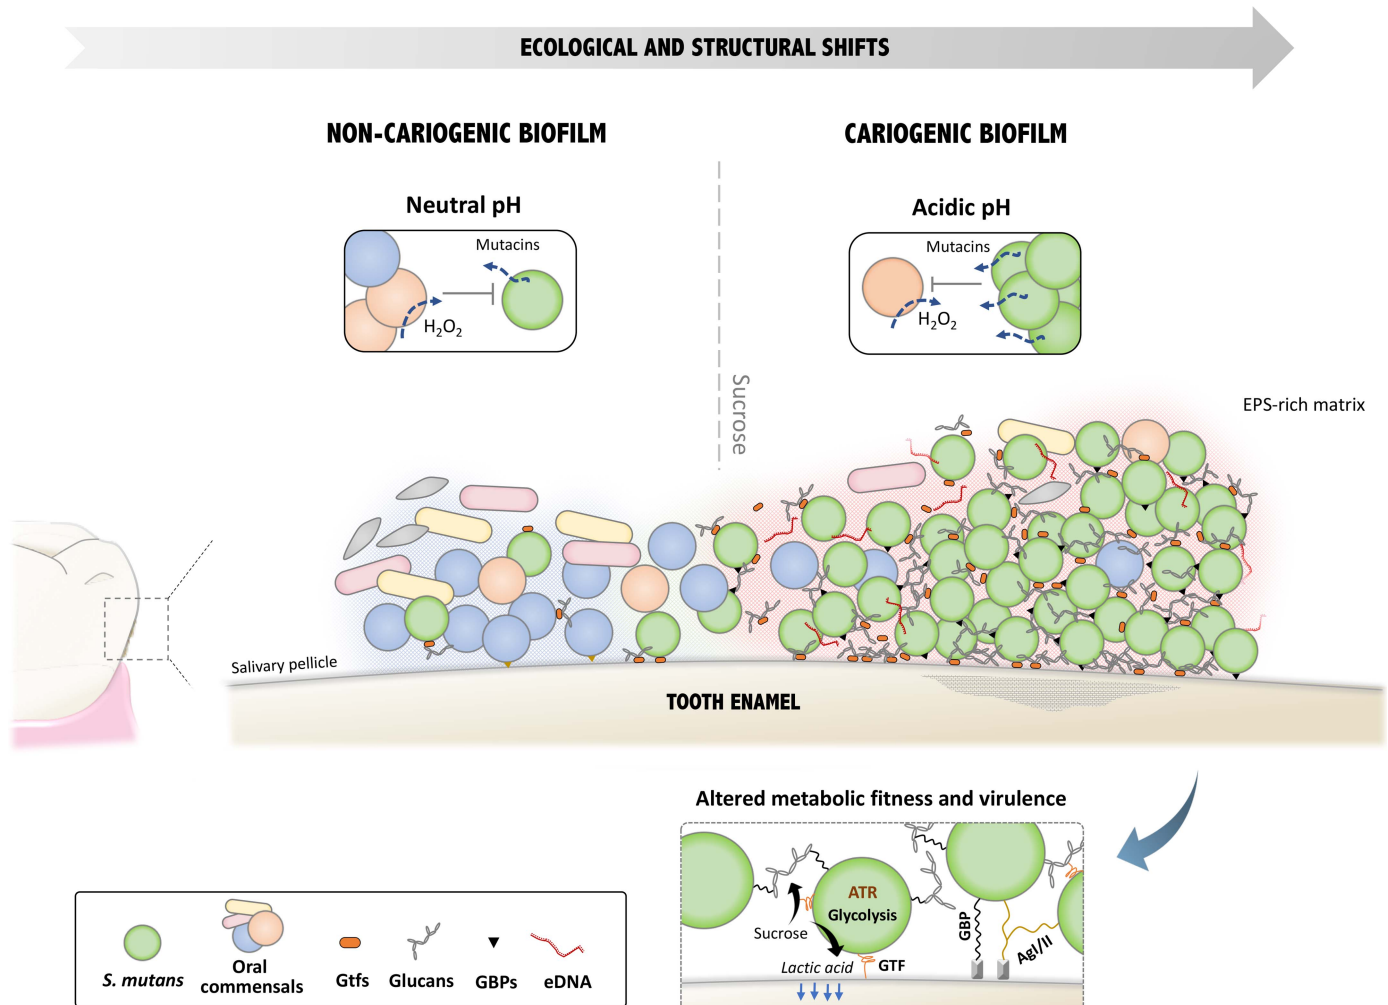 ECOLOGICAL AND STRUCTURAL SHIFTS
NON-CARIOGENIC BIOFILM
CARIOGENIC BIOFILM
Neutral pH
Acidic pH
Mutacins
H₂O₂
Mutacins
H₂O₂
Sucrose
EPS-rich matrix
Salivary pellicle
TOOTH ENAMEL
Altered metabolic fitness and virulence
ATR
Glycolysis
Sucrose
Lactic acid
GTF
GBP
AgI/II
S. mutans
Oral
commensals
Gtfs
Glucans
GBPs
eDNA